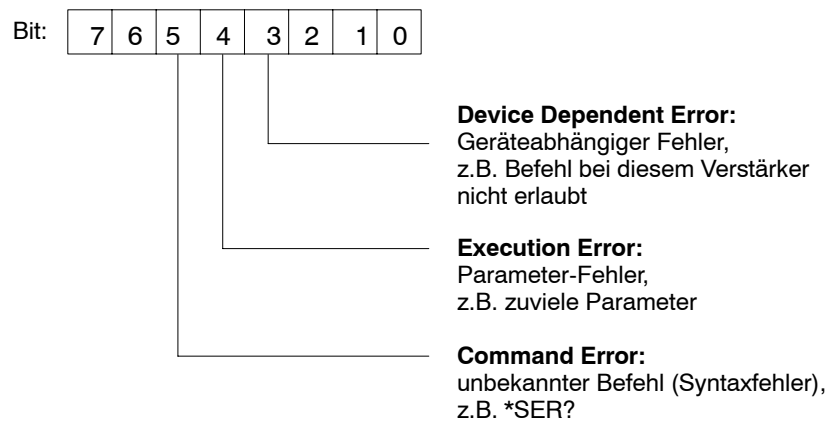 Bit: 7 6 5 4 3 2 1 0
Device Dependent Error:
Geräteabhängiger Fehler,
z.B. Befehl bei diesem Verstärker
nicht erlaubt
Execution Error:
Parameter-Fehler,
z.B. zuviele Parameter
Command Error:
unbekannter Befehl (Syntaxfehler),
z.B. *SER?